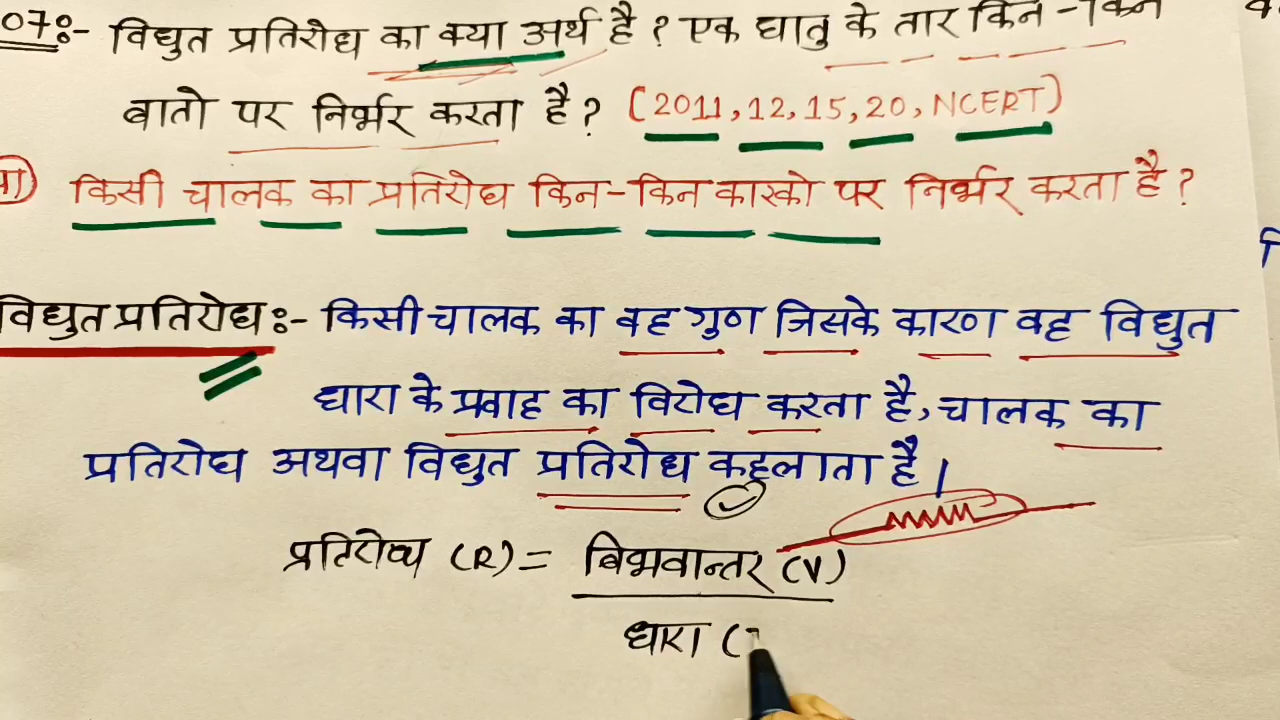 07:- विद्युत प्रतिरोध का क्या अर्थ है? एक धातु के तार किन-किन
बातो पर निर्भर करता है? (2011, 12, 15, 20, NCERT)
किसी चालक का प्रतिरोध किन-किन कारको पर निर्भर करता है?
विद्युत प्रतिरोध:- किसी चालक का वह गुण जिसके कारण वह विद्युत
धारा के प्रवाह का विरोध करता है, चालक का
प्रतिरोध अथवा विद्युत प्रतिरोध कहलाता है।
प्रतिरोध (R) = विभवान्तर (V)
धारा (